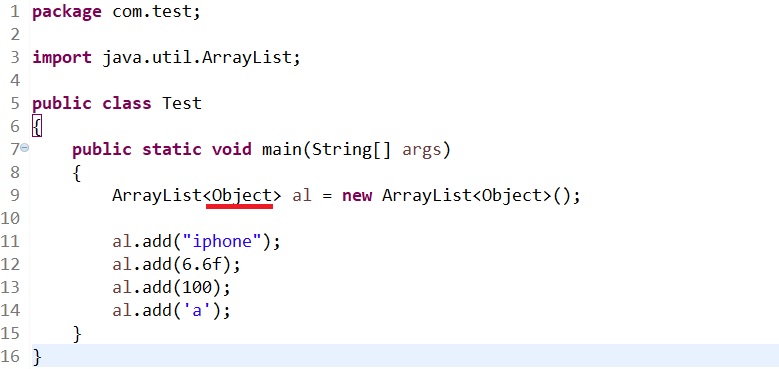 1 package com.test;
2
3 import java.util.ArrayList;
4
5 public class Test
6 {
7     public static void main(String[] args)
8     {
9         ArrayList<Object> al = new ArrayList<Object>();
10
11         al.add("iphone");
12         al.add(6.6f);
13         al.add(100);
14         al.add('a');
15     }
16 }